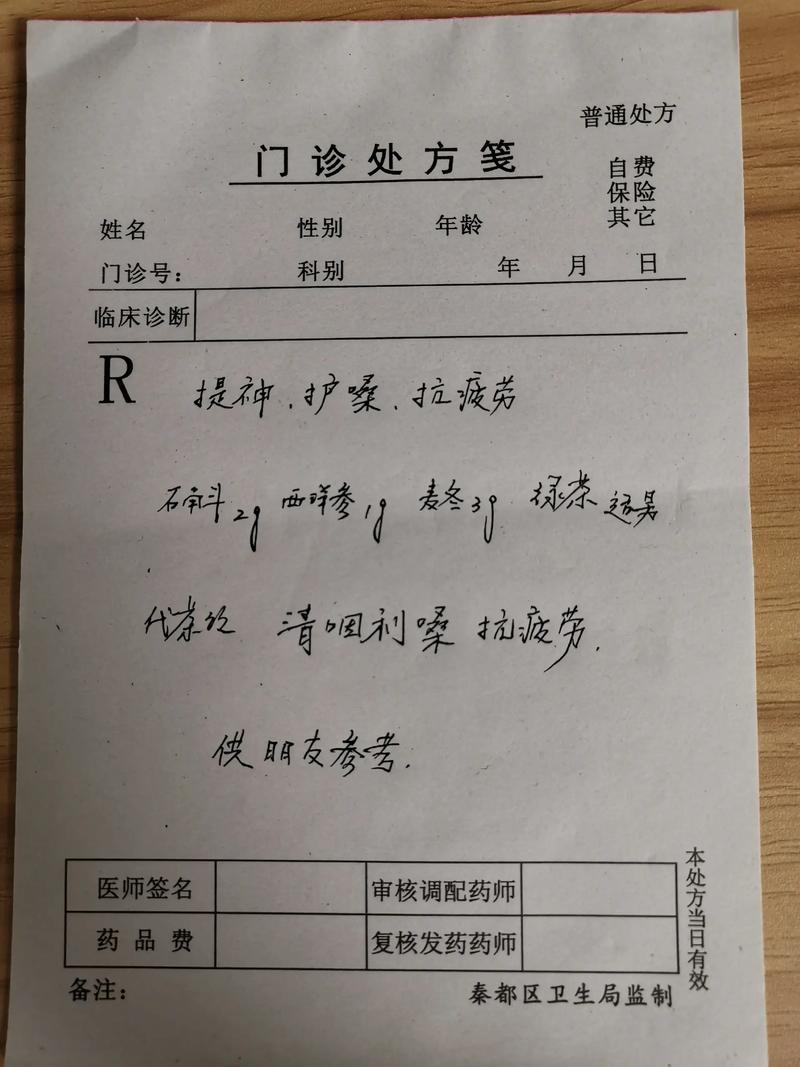 普通处方
门诊处方笺
自费
保险
其它
姓名 性别 年龄
门诊号: 科别 年 月 日
临床诊断
R 提神、护嗓、抗疲劳
石斛2g 西洋参1g 麦冬3g 绿茶适量
代茶饮 清咽利嗓 抗疲劳.
供朋友参考.
医师签名 审核调配药师
药品费 复核发药药师
本处方当日有效
备注: 秦都区卫生局监制